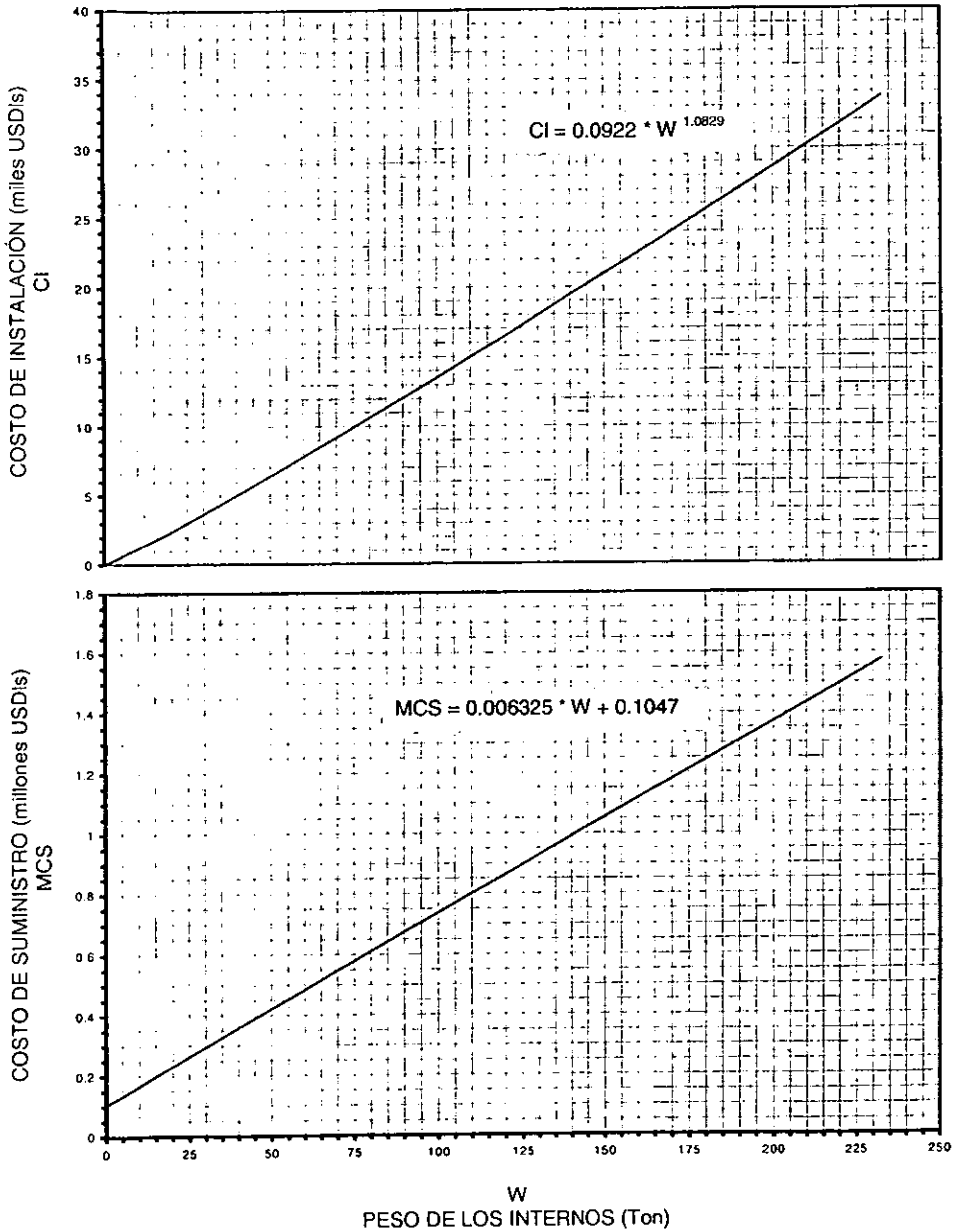 COSTO DE INSTALACIÓN (miles USDls)
CI
40
35
30
25
20
15
10
5
0
CI = 0.0922 * W 1.0829
COSTO DE SUMINISTRO (millones USDls)
MCS
1.8
1.6
1.4
1.2
1
0.8
0.6
0.4
0.2
0
MCS = 0.006325 * W + 0.1047
0 25 50 75 100 125 150 175 200 225 250
W
PESO DE LOS INTERNOS (Ton)